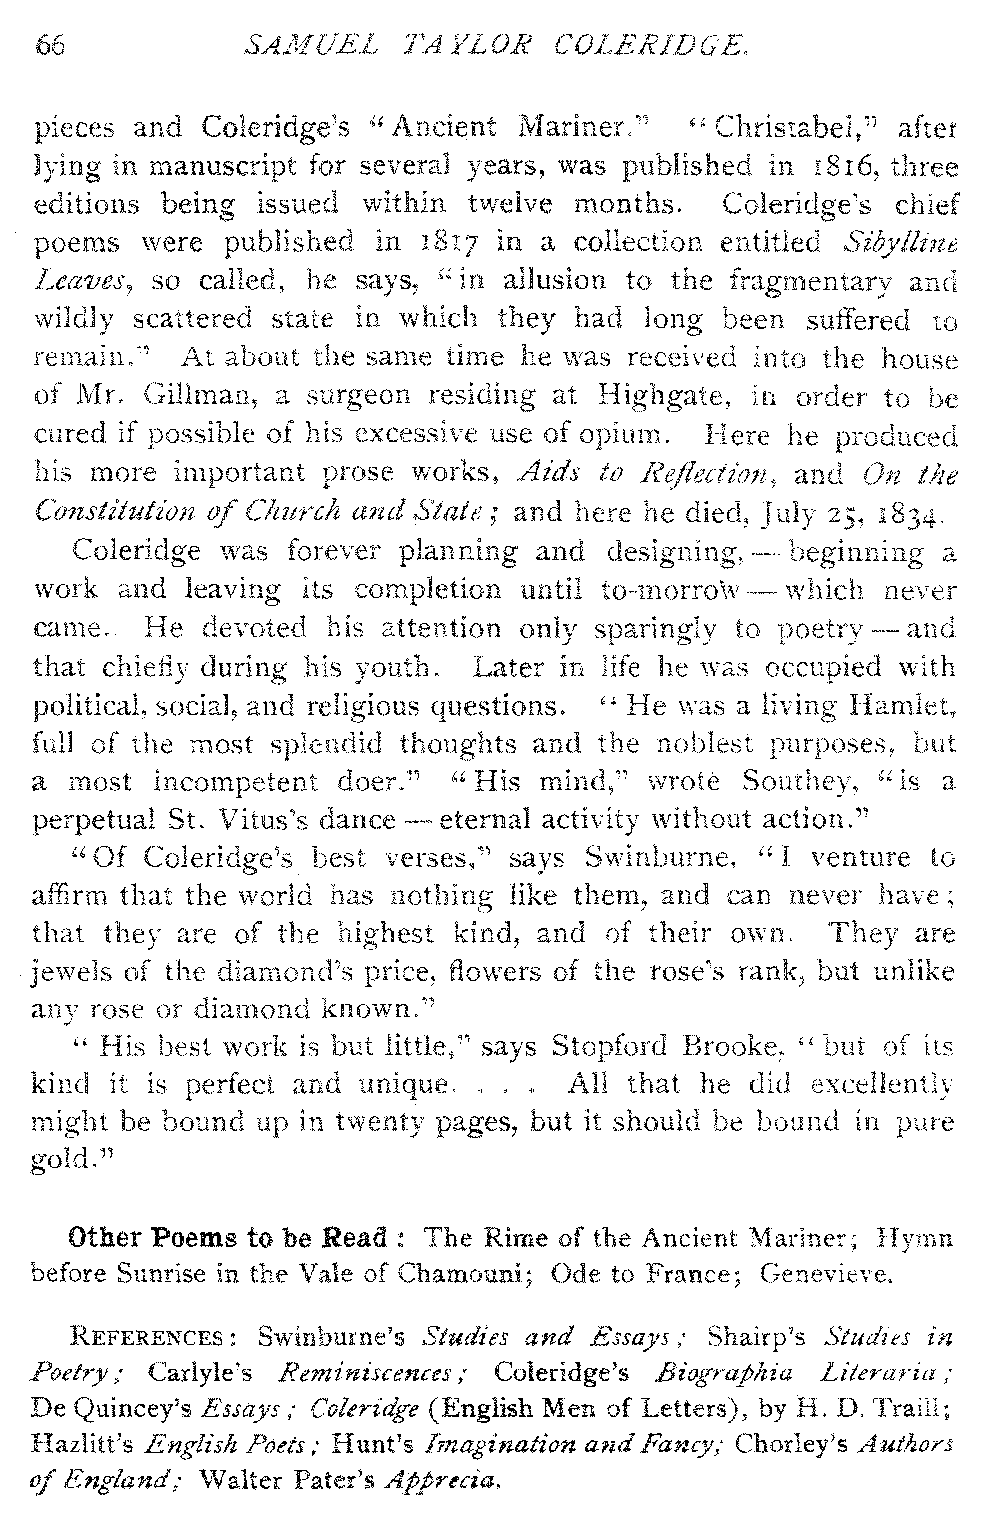 66 SAMUEL TAYLOR COLERIDGE.
pieces and Coleridge's “Ancient Mariner.” “Christabel,” after
lying in manuscript for several years, was published in 1816, three
editions being issued within twelve months. Coleridge's chief
poems were published in 1817 in a collection entitled Sibylline
Leaves, so called, he says, “in allusion to the fragmentary and
wildly scattered state in which they had long been suffered to
remain.” At about the same time he was received into the house
of Mr. Gillman, a surgeon residing at Highgate, in order to be
cured if possible of his excessive use of opium. Here he produced
his more important prose works, Aids to Reflection, and On the
Constitution of Church and State; and here he died, July 25, 1834.
Coleridge was forever planning and designing, — beginning a
work and leaving its completion until to-morrow — which never
came. He devoted his attention only sparingly to poetry — and
that chiefly during his youth. Later in life he was occupied with
political, social, and religious questions. “He was a living Hamlet,
full of the most splendid thoughts and the noblest purposes, but
a most incompetent doer.” “His mind,” wrote Southey, “is a
perpetual St. Vitus's dance — eternal activity without action.”
“Of Coleridge's best verses,” says Swinburne, “I venture to
affirm that the world has nothing like them, and can never have;
that they are of the highest kind, and of their own. They are
jewels of the diamond's price, flowers of the rose's rank, but unlike
any rose or diamond known.”
“His best work is but little,” says Stopford Brooke, “but of its
kind it is perfect and unique. . . . All that he did excellently
might be bound up in twenty pages, but it should be bound in pure
gold.”
Other Poems to be Read: The Rime of the Ancient Mariner; Hymn
before Sunrise in the Vale of Chamouni; Ode to France; Genevieve.
REFERENCES: Swinburne's Studies and Essays; Shairp's Studies in
Poetry; Carlyle's Reminiscences; Coleridge's Biographia Literaria;
De Quincey's Essays; Coleridge (English Men of Letters), by H. D. Traill;
Hazlitt's English Poets; Hunt's Imagination and Fancy; Chorley's Authors
of England; Walter Pater's Apprecia.